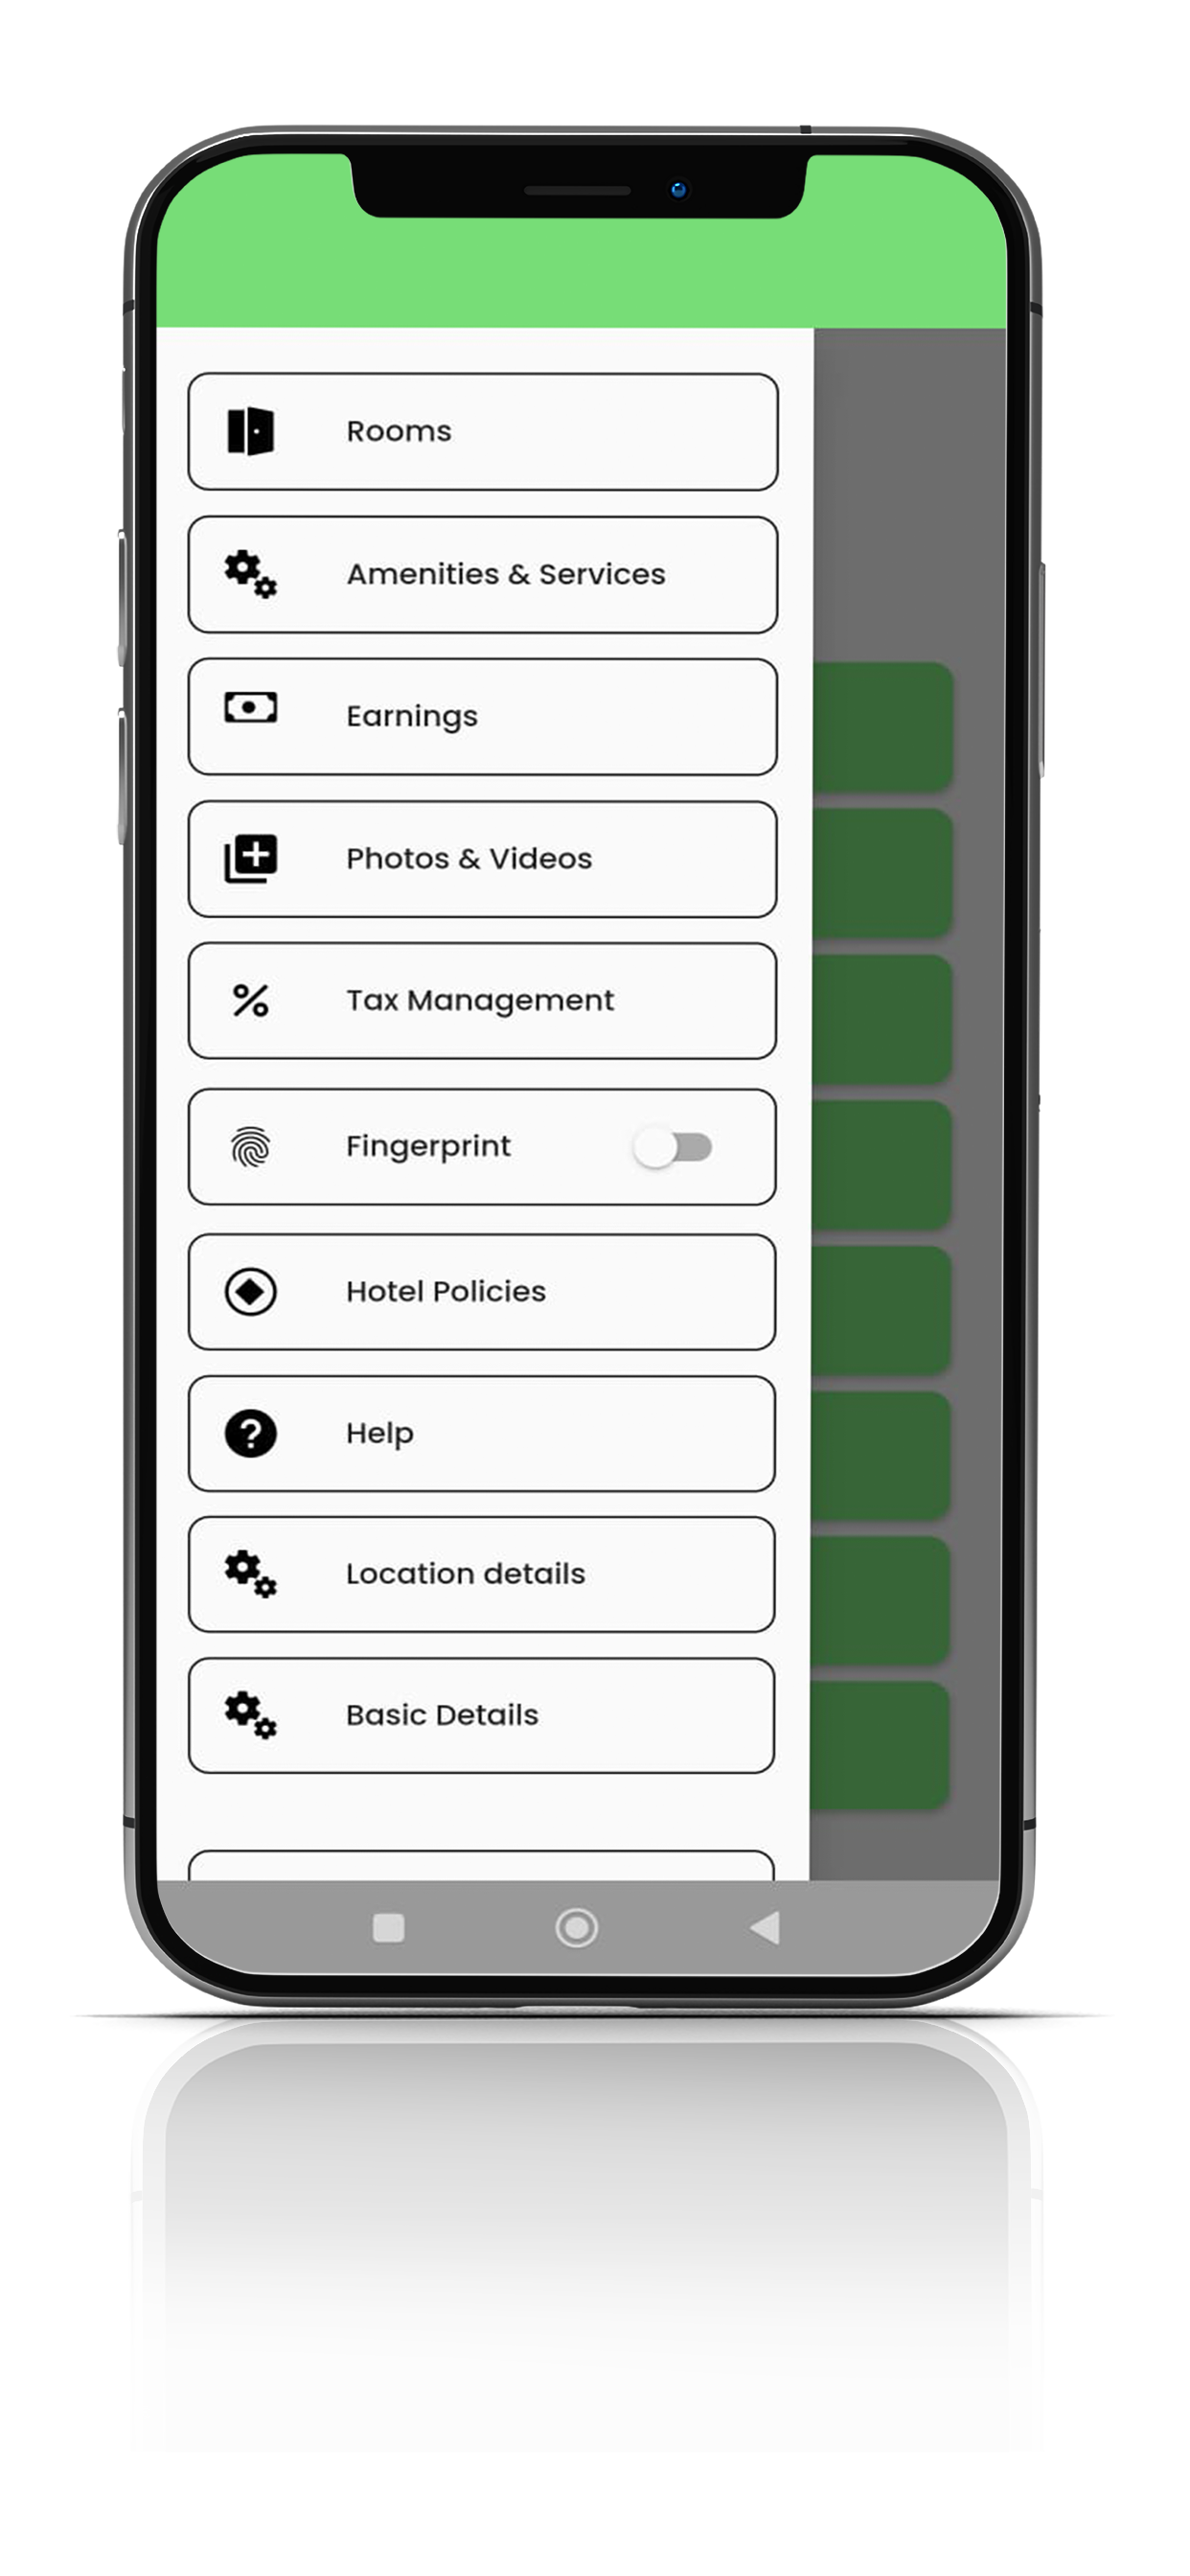 Rooms
Amenities & Services
Earnings
Photos & Videos
Tax Management
Fingerprint
Hotel Policies
Help
Location details
Basic Details